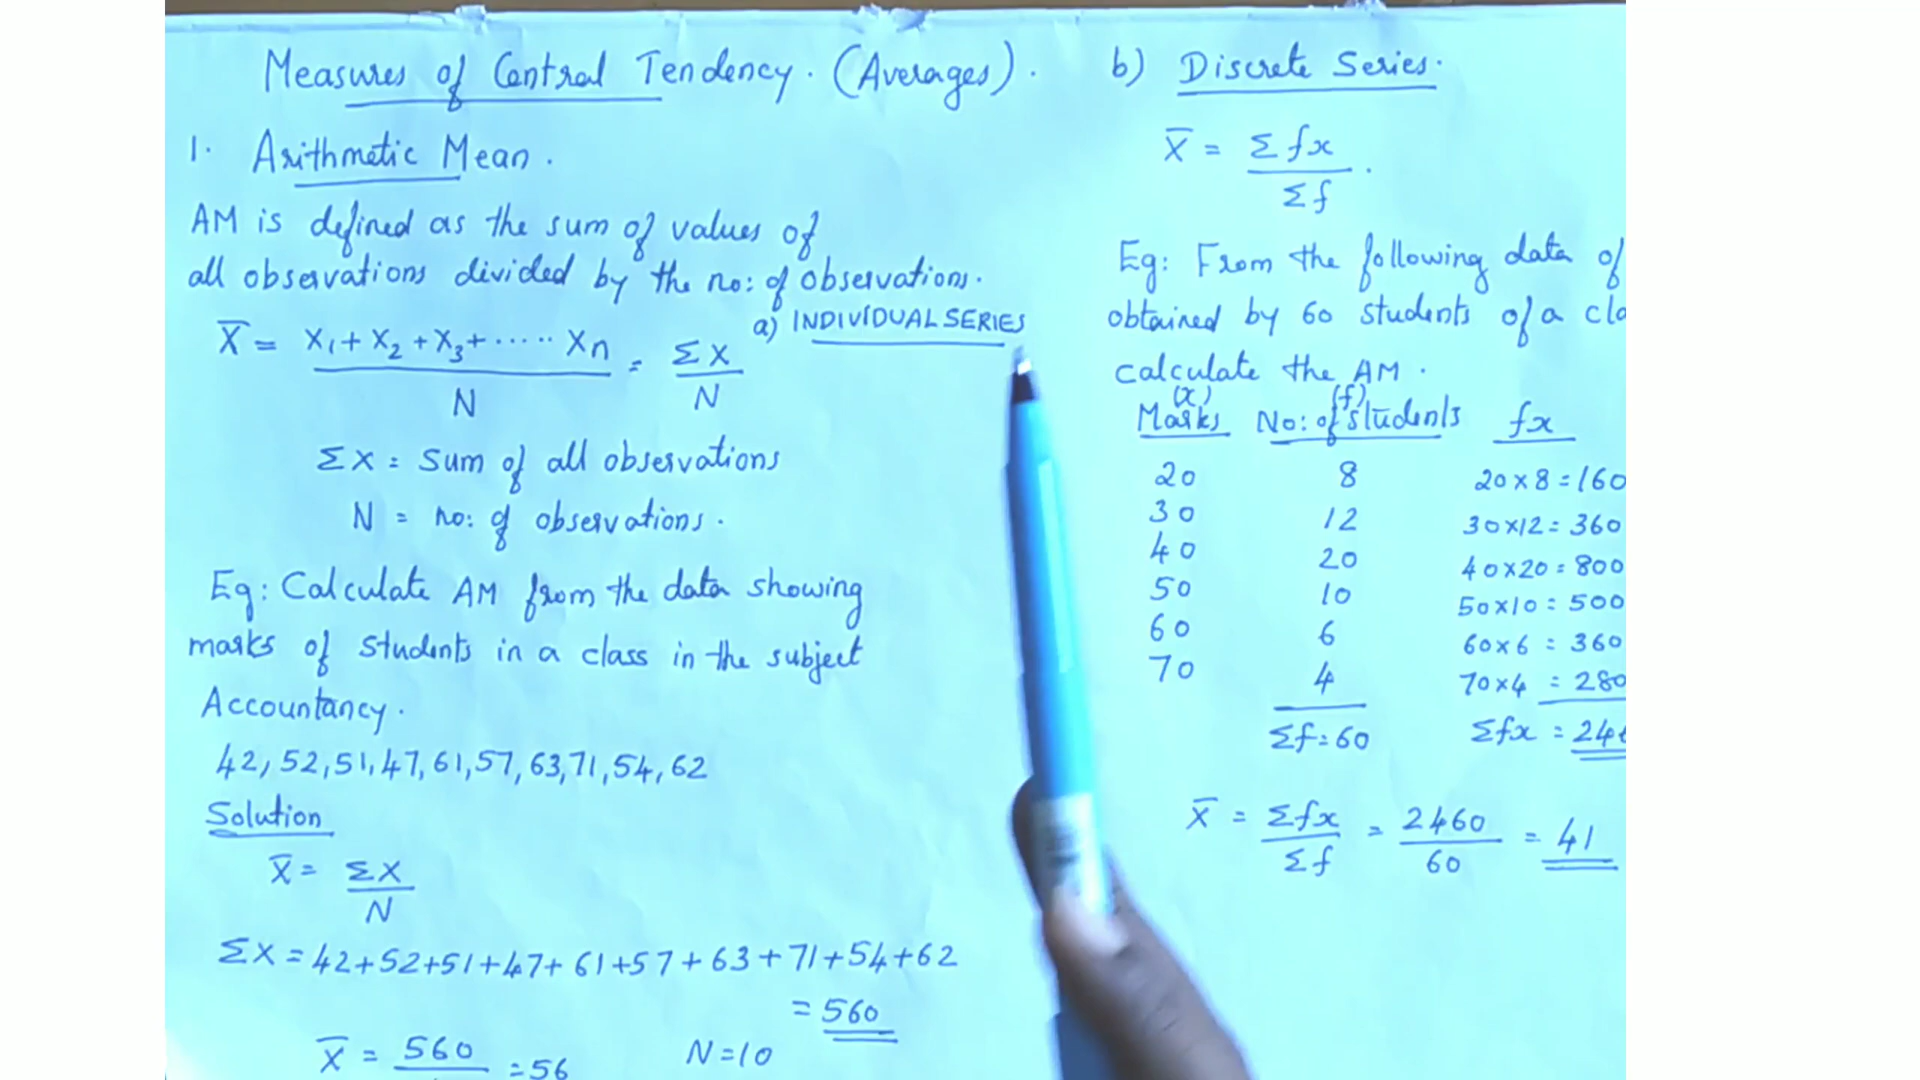 Measures of Central Tendency. (Averages).
1. Arithmetic Mean.
AM is defined as the sum of values of
all observations divided by the no: of observations.
a) INDIVIDUAL SERIES
X̅ = X₁ + X₂ + X₃ + ..... Xn / N = Σx / N
Σx = Sum of all observations
N = no: of observations.
Eg: Calculate AM from the data showing
marks of students in a class in the subject
Accountancy.
42, 52, 51, 47, 61, 57, 63, 71, 54, 62
Solution
X̅ = Σx / N
Σx = 42+52+51+47+61+57+63+71+54+62
= 560
X̅ = 560 = 56 N = 10
b) Discrete Series.
X̅ = Σfx / Σf.
Eg: From the following data of
obtained by 60 students of a
calculate the AM.
(x) (f)
Marks No: of students fx
20 8 20×8 = 160
30 12 30×12 = 360
40 20 40×20 = 800
50 10 50×10 = 500
60 6 60×6 = 360
70 4 70×4 = 280
Σf = 60 Σfx = 24
X̅ = Σfx / Σf = 2460 / 60 = 41